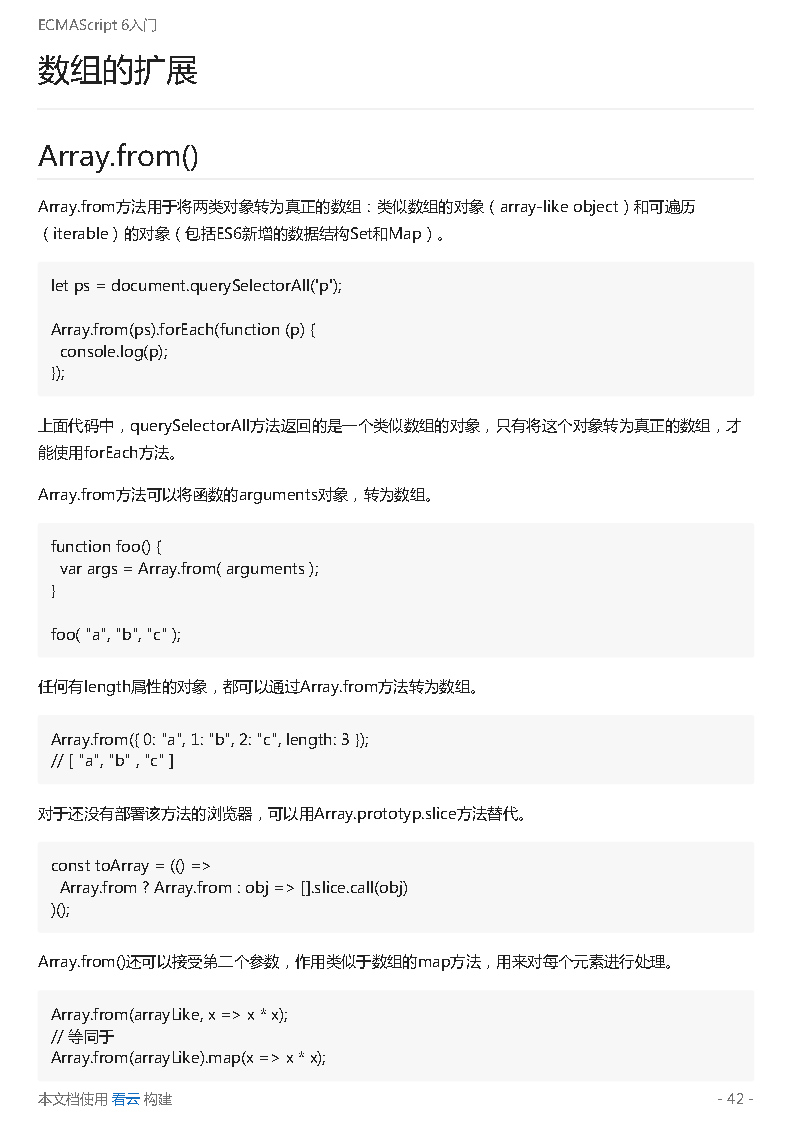 ECMAScript 6入门
数组的扩展
Array.from()
Array.from方法用于将两类对象转为真正的数组：类似数组的对象（array-like object）和可遍历
（iterable）的对象（包括ES6新增的数据结构Set和Map）。
let ps = document.querySelectorAll('p');
Array.from(ps).forEach(function (p) {
  console.log(p);
});
上面代码中，querySelectorAll方法返回的是一个类似数组的对象，只有将这个对象转为真正的数组，才
能使用forEach方法。
Array.from方法可以将函数的arguments对象，转为数组。
function foo() {
  var args = Array.from( arguments );
}
foo( "a", "b", "c" );
任何有length属性的对象，都可以通过Array.from方法转为数组。
Array.from({ 0: "a", 1: "b", 2: "c", length: 3 });
// [ "a", "b" , "c" ]
对于还没有部署该方法的浏览器，可以用Array.prototyp.slice方法替代。
const toArray = (() =>
  Array.from ? Array.from : obj => [].slice.call(obj)
)();
Array.from()还可以接受第二个参数，作用类似于数组的map方法，用来对每个元素进行处理。
Array.from(arrayLike, x => x * x);
// 等同于
Array.from(arrayLike).map(x => x * x);
本文档使用 看云 构建
- 42 -